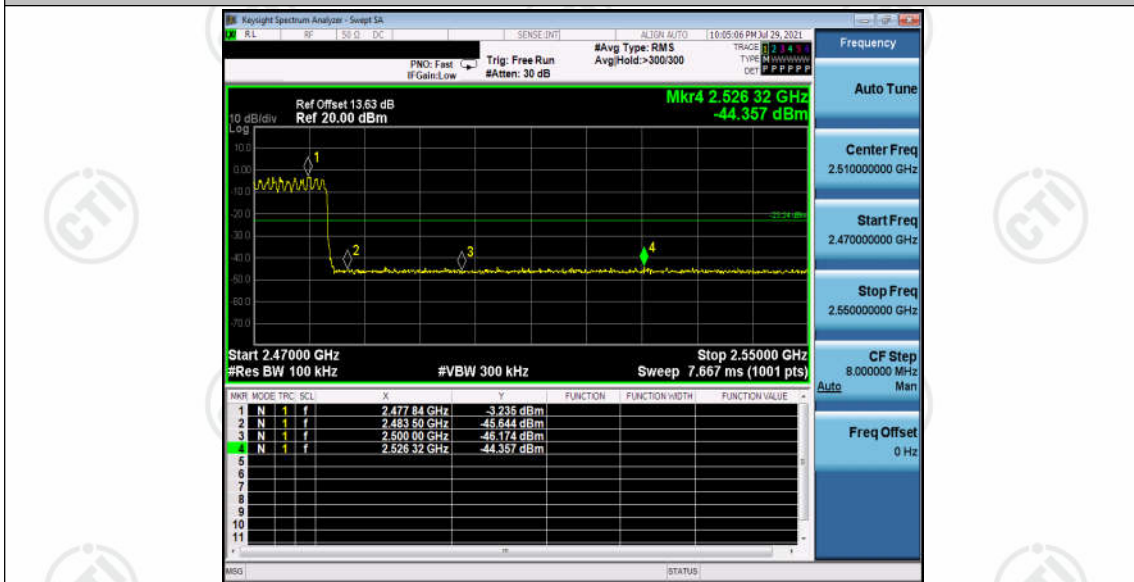 Keysight Spectrum Analyzer - Swept SA
RL RF 50 Ω DC SENSE:INT ALIGN AUTO 10:05:06 PM Jul 29, 2021
PNO: Fast Trig: Free Run #Avg Type: RMS TRACE 1 2 3 4 5 6
IFGain:Low #Atten: 30 dB Avg|Hold:>300/300 TYPE M WWWWW
DET P P P P P P
Frequency
Auto Tune
Ref Offset 13.63 dB Mkr4 2.526 32 GHz
10 dB/div Ref 20.00 dBm -44.357 dBm
Log
10.0
0.00
-10.0
-20.0
-30.0
-40.0
-50.0
-60.0
-70.0
1
2
3
4
Center Freq
2.510000000 GHz
Start Freq
2.470000000 GHz
Stop Freq
2.550000000 GHz
Start 2.47000 GHz Stop 2.55000 GHz
#Res BW 100 kHz #VBW 300 kHz Sweep 7.667 ms (1001 pts)
CF Step
8.000000 MHz
Auto Man
Freq Offset
0 Hz
MKR MODE TRC SCL X Y FUNCTION FUNCTION WIDTH FUNCTION VALUE
1 N 1 f 2.477 84 GHz -3.235 dBm
2 N 1 f 2.483 50 GHz -45.644 dBm
3 N 1 f 2.500 00 GHz -46.174 dBm
4 N 1 f 2.526 32 GHz -44.357 dBm
5
6
7
8
9
10
11
MSG STATUS
CTI
CTI